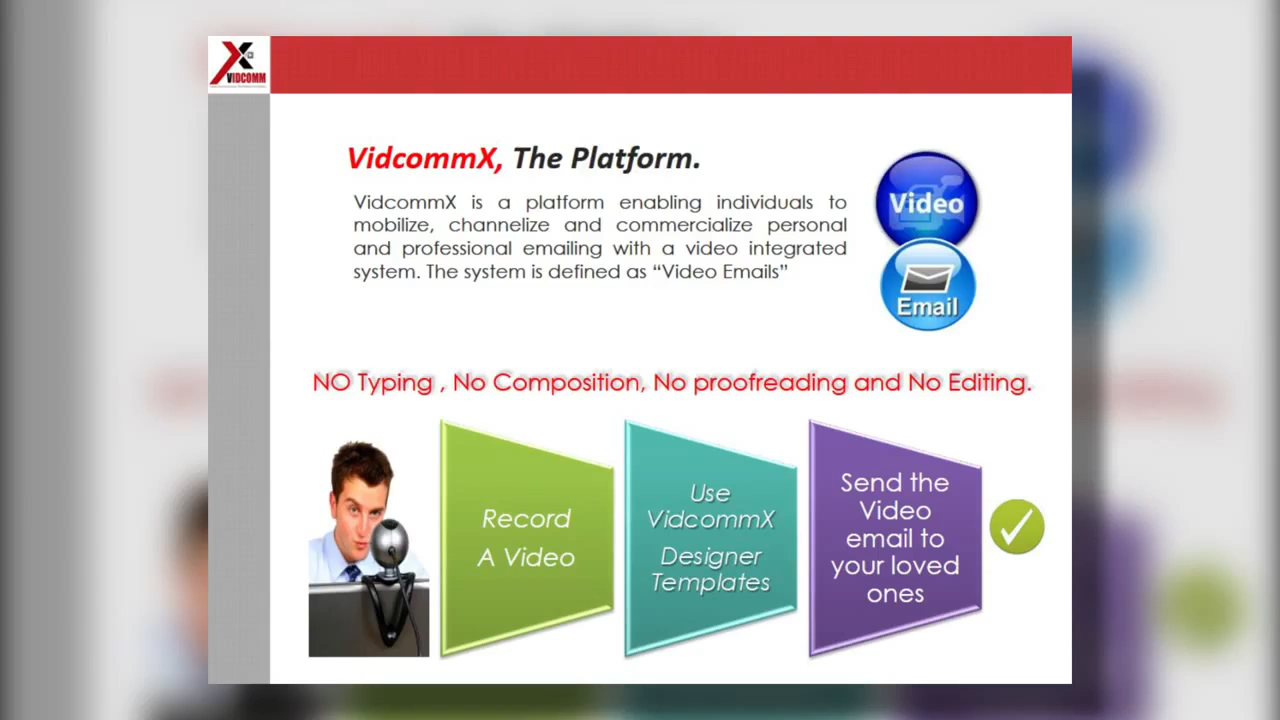 VIDCOMM
VidcommX, The Platform.
VidcommX is a platform enabling individuals to
mobilize, channelize and commercialize personal
and professional emailing with a video integrated
system. The system is defined as “Video Emails”
Video
Email
NO Typing , No Composition, No proofreading and No Editing.
Record
A Video
Use
VidcommX
Designer
Templates
Send the
Video
email to
your loved
ones